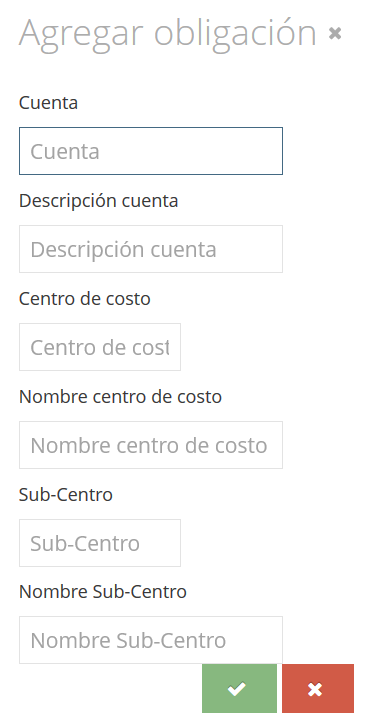 Agregar obligación
Cuenta
Cuenta
Descripción cuenta
Descripción cuenta
Centro de costo
Centro de cost
Nombre centro de costo
Nombre centro de costo
Sub-Centro
Sub-Centro
Nombre Sub-Centro
Nombre Sub-Centro